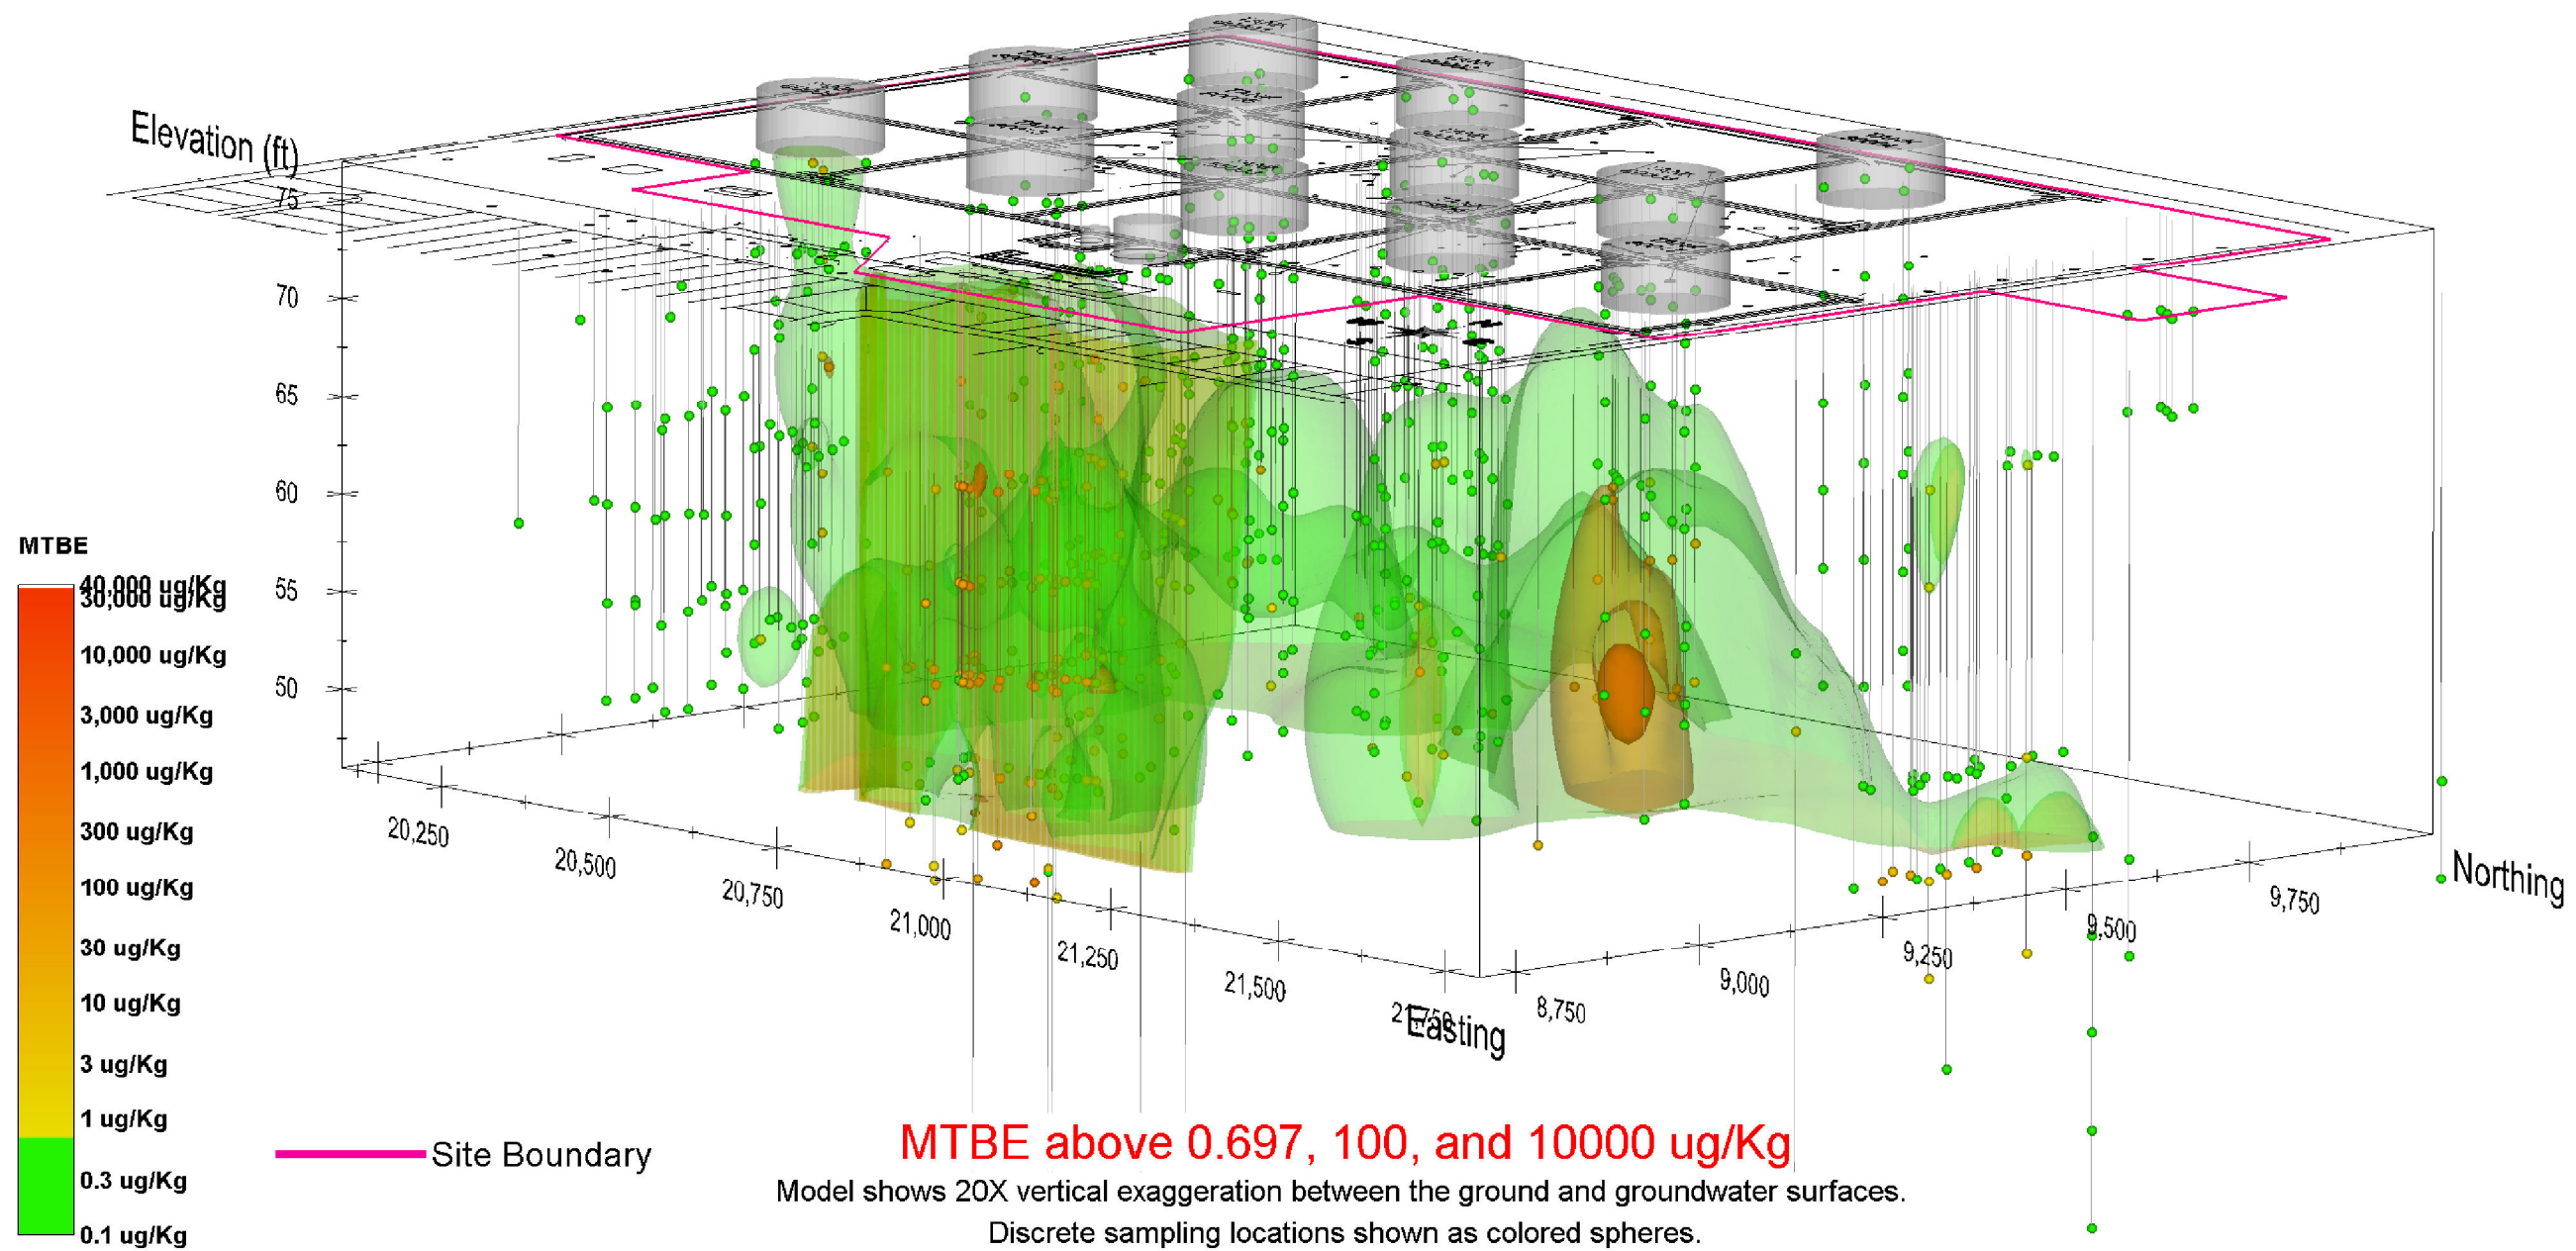 Elevation (ft)
75
70
65
60
55
50
MTBE
40,000 ug/Kg
30,000 ug/Kg
10,000 ug/Kg
3,000 ug/Kg
1,000 ug/Kg
300 ug/Kg
100 ug/Kg
30 ug/Kg
10 ug/Kg
3 ug/Kg
1 ug/Kg
0.3 ug/Kg
0.1 ug/Kg
20,250
20,500
20,750
21,000
21,250
21,500
21,750
Easting
8,750
9,000
9,250
9,500
9,750
Northing
Site Boundary
MTBE above 0.697, 100, and 10000 ug/Kg
Model shows 20X vertical exaggeration between the ground and groundwater surfaces.
Discrete sampling locations shown as colored spheres.